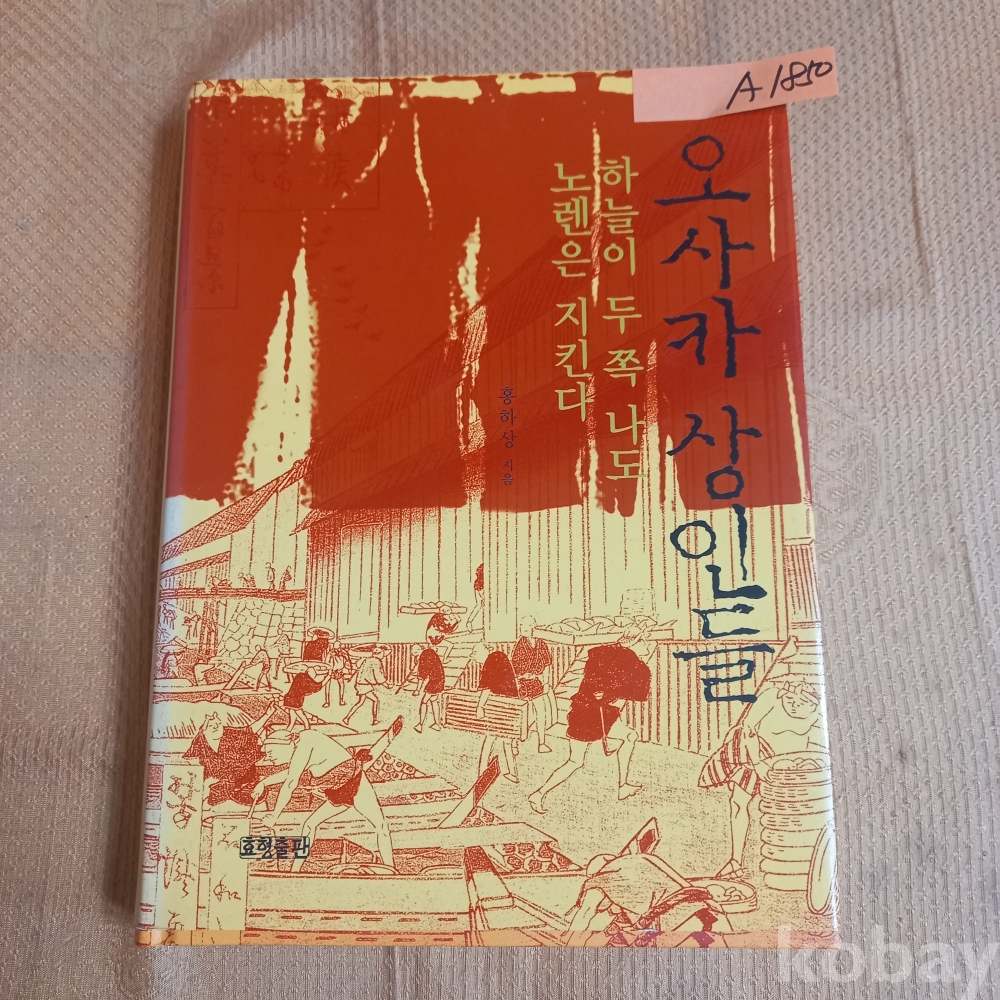 A1850
오사카 상인들
하늘이 두 쪽 나도
노렌은 지킨다
홍하상 지음
효형출판
kobay